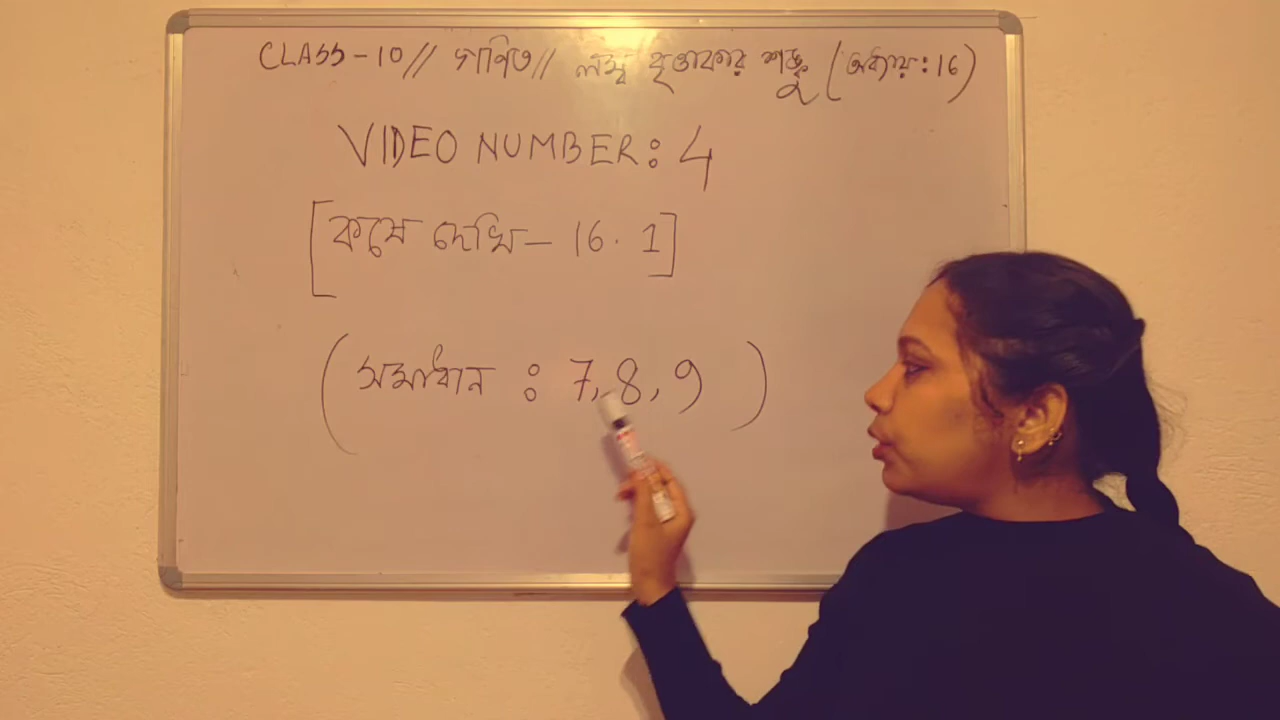 CLASS-10// গণিত// লম্ব বৃত্তাকার শঙ্কু (অধ্যায়:16)
VIDEO NUMBER: 4
[কষে দেখি- 16.1]
(সমাধান : 7,8,9)